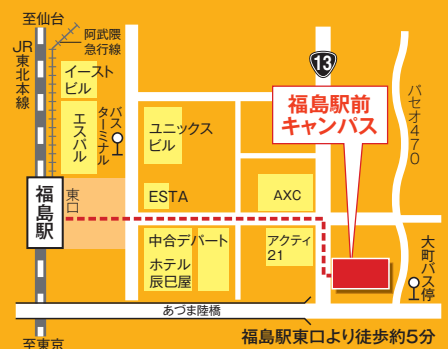 至仙台
阿武隈
急行線
JR東北本線
イースト
ビル
エスパル
バス
ターミナル
ユニックス
ビル
13
福島駅前
キャンパス
パセオ470
福島駅
東口
ESTA
AXC
中合デパート
ホテル
辰巳屋
アクティ
21
大町バス停
あづま陸橋
至東京
福島駅東口より徒歩約5分